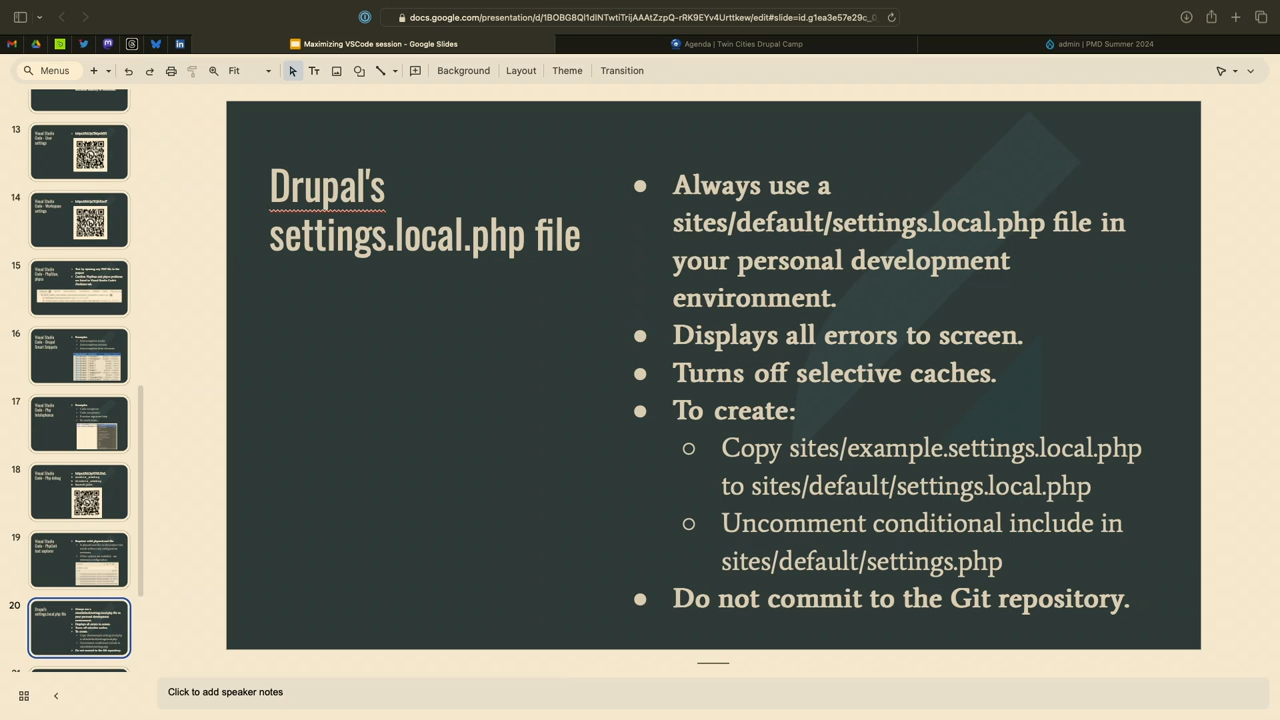 docs.google.com/presentation/d/1BOBG8Ql1dlNTwtiTrijAAAtZzpQ-rRK9EYv4Urttkew/edit#slide=id.g1ea3e57e29c_0
Maximizing VSCode session - Google Slides
Agenda | Twin Cities Drupal Camp
admin | PMD Summer 2024
Menus
Fit
Background
Layout
Theme
Transition
13
14
15
16
17
18
19
20
Drupal's
settings.local.php file
● Always use a
sites/default/settings.local.php file in
your personal development
environment.
● Displays all errors to screen.
● Turns off selective caches.
● To create:
○ Copy sites/example.settings.local.php
to sites/default/settings.local.php
○ Uncomment conditional include in
sites/default/settings.php
● Do not commit to the Git repository.
Click to add speaker notes